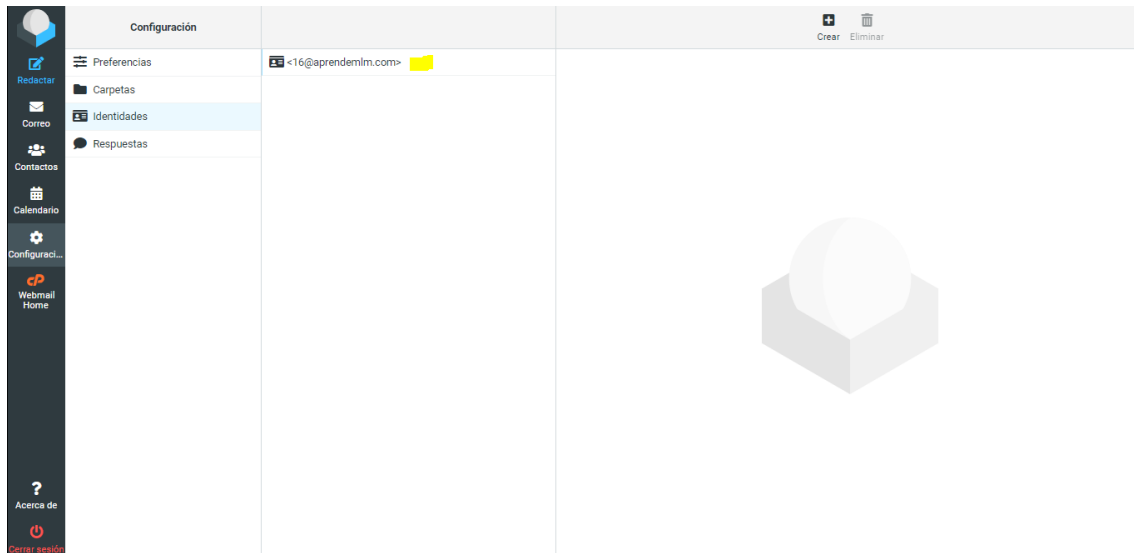 Configuración
Crear Eliminar
Redactar
Correo
Contactos
Calendario
Configuraci...
cP
Webmail
Home
Acerca de
Cerrar sesión
Preferencias
Carpetas
Identidades
Respuestas
<16@aprendemlm.com>